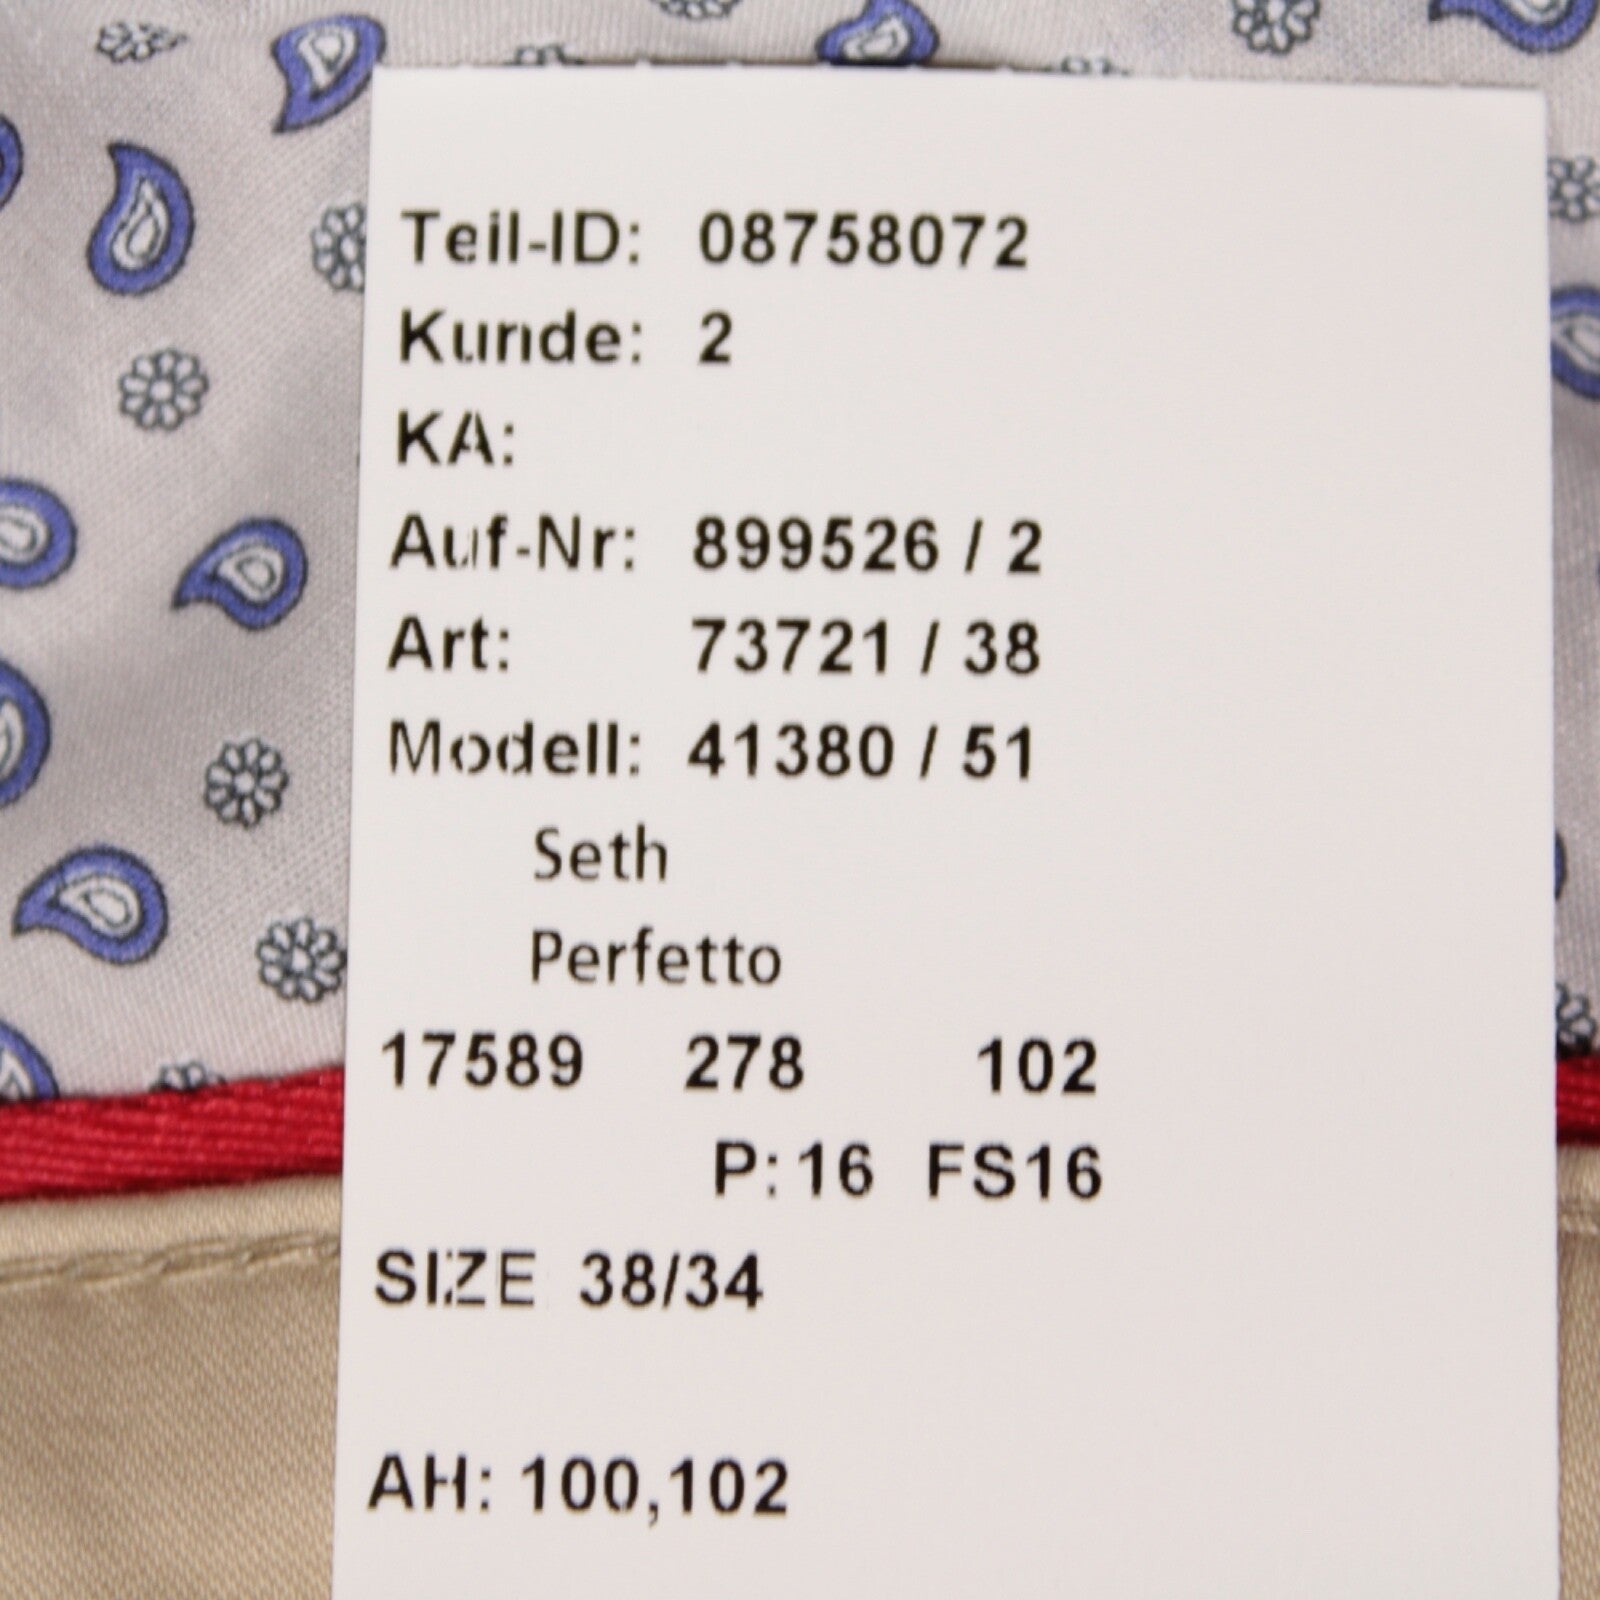 Teil-ID: 08758072
Kunde: 2
KA:
Auf-Nr: 899526 / 2
Art: 73721 / 38
Modell: 41380 / 51
Seth
Perfetto
17589 278 102
P:16 FS16
SIZE 38/34
AH: 100,102